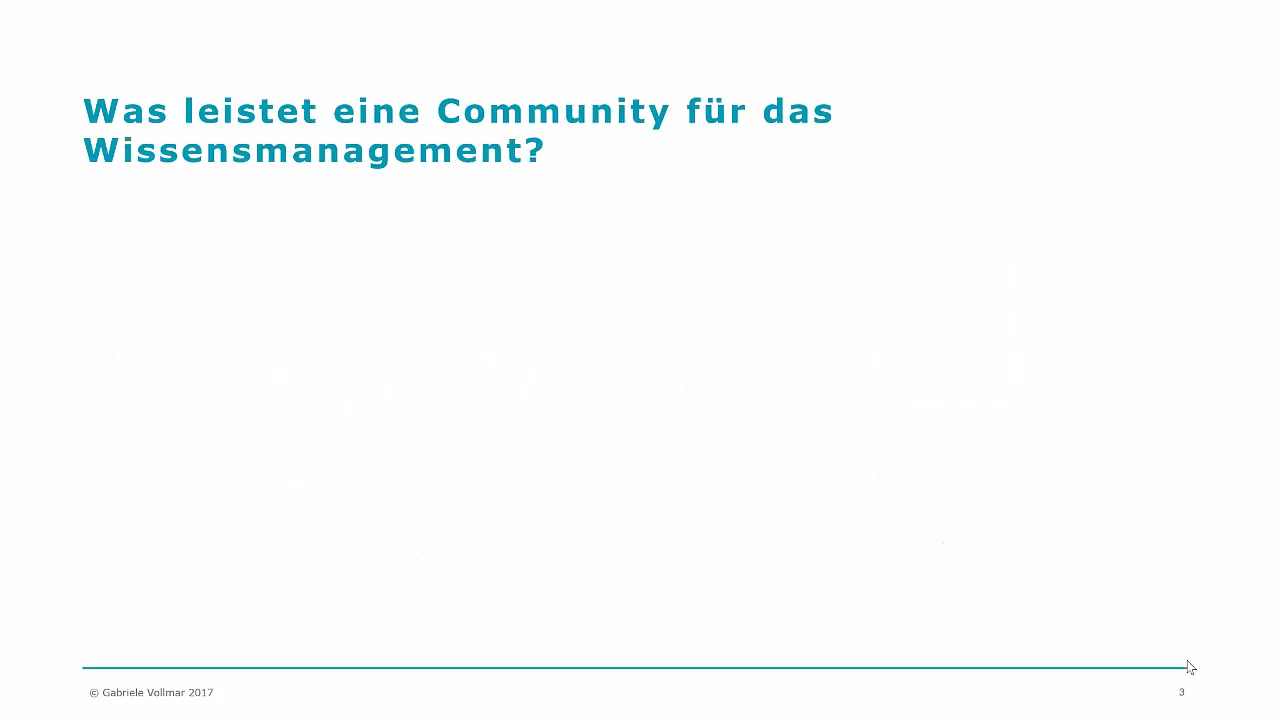 Was leistet eine Community für das
Wissensmanagement?
© Gabriele Vollmar 2017
3